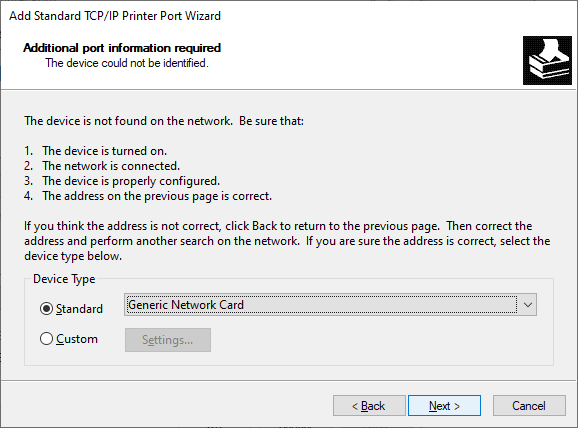 Add Standard TCP/IP Printer Port Wizard
Additional port information required
The device could not be identified.
The device is not found on the network.  Be sure that:
1.  The device is turned on.
2.  The network is connected.
3.  The device is properly configured.
4.  The address on the previous page is correct.
If you think the address is not correct, click Back to return to the previous page.  Then correct the
address and perform another search on the network.  If you are sure the address is correct, select the
device type below.
Device Type
Standard
Generic Network Card
Custom
Settings...
< Back
Next >
Cancel